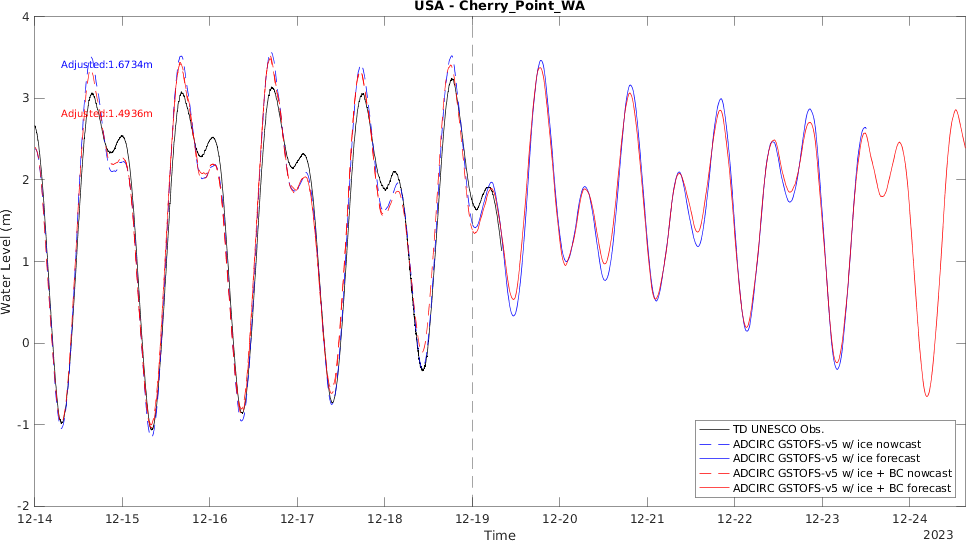 USA - Cherry_Point_WA
4
3
2
1
0
-1
-2
Water Level (m)
Adjusted:1.6734m
Adjusted:1.4936m
TD UNESCO Obs.
ADCIRC GSTOFS-v5 w/ ice nowcast
ADCIRC GSTOFS-v5 w/ ice forecast
ADCIRC GSTOFS-v5 w/ ice + BC nowcast
ADCIRC GSTOFS-v5 w/ ice + BC forecast
12-14 12-15 12-16 12-17 12-18 12-19 12-20 12-21 12-22 12-23 12-24
Time
2023